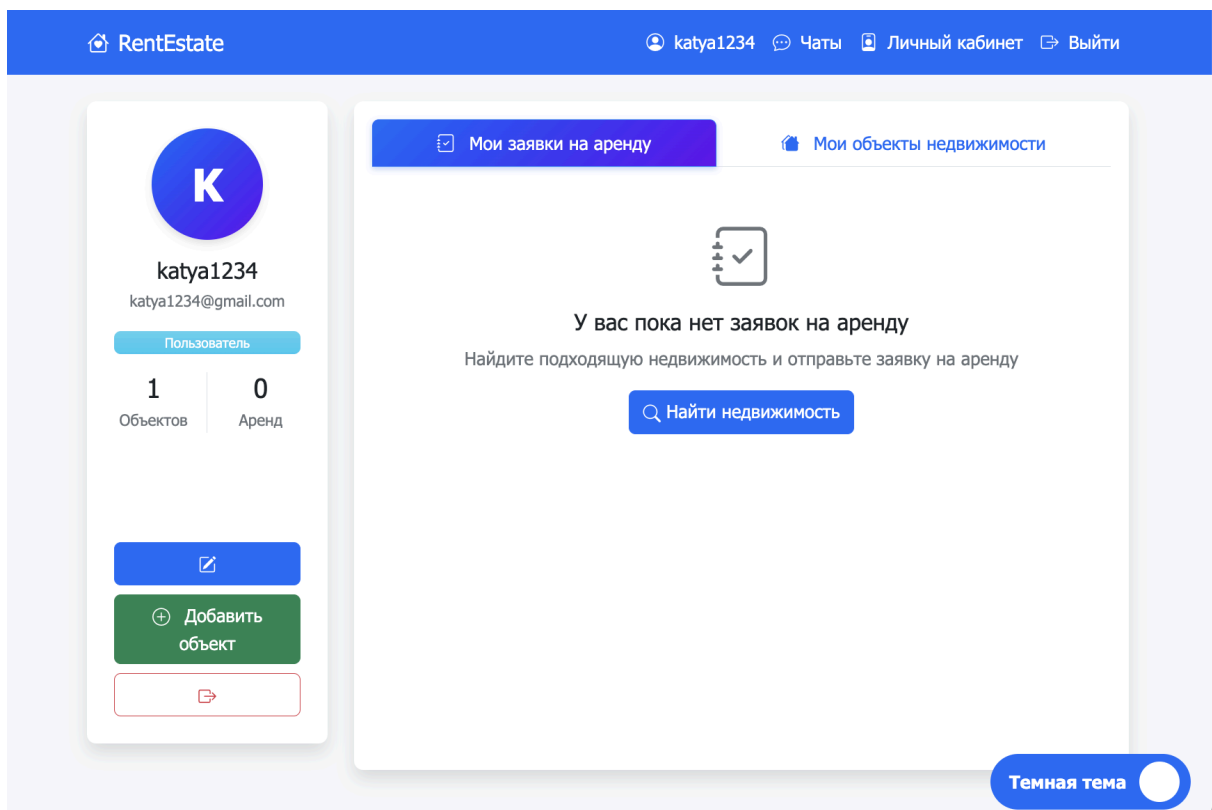 RentEstate
katya1234 Чаты Личный кабинет Выйти
K
katya1234
katya1234@gmail.com
Пользователь
1 0
Объектов Аренд
Добавить
объект
Мои заявки на аренду Мои объекты недвижимости
У вас пока нет заявок на аренду
Найдите подходящую недвижимость и отправьте заявку на аренду
Найти недвижимость
Темная тема